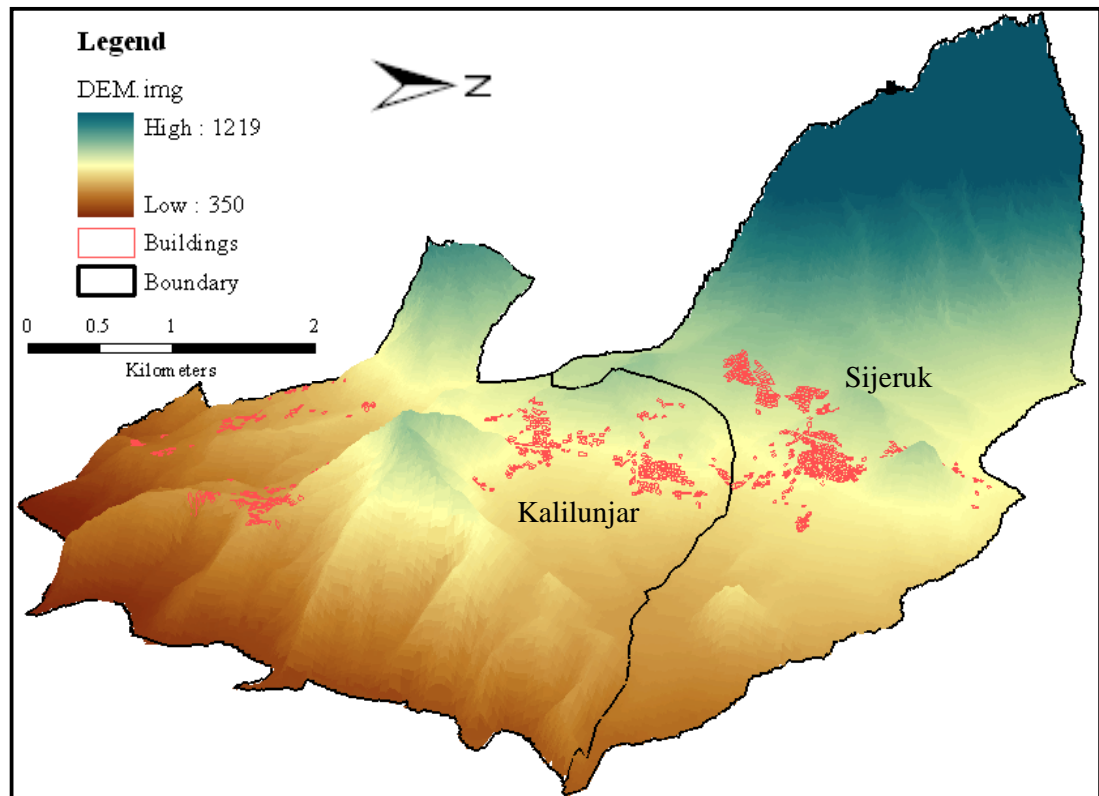 Legend
DEM.img
High : 1219
Low : 350
Buildings
Boundary
0 0.5 1 2
Kilometers
N
Sijeruk
Kalilunjar